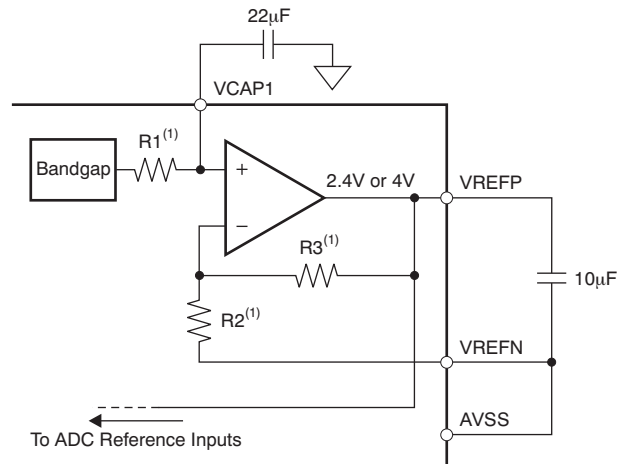 22μF
VCAP1
R1(1)
Bandgap
+
2.4V or 4V
VREFP
−
R3(1)
10μF
R2(1)
VREFN
AVSS
To ADC Reference Inputs